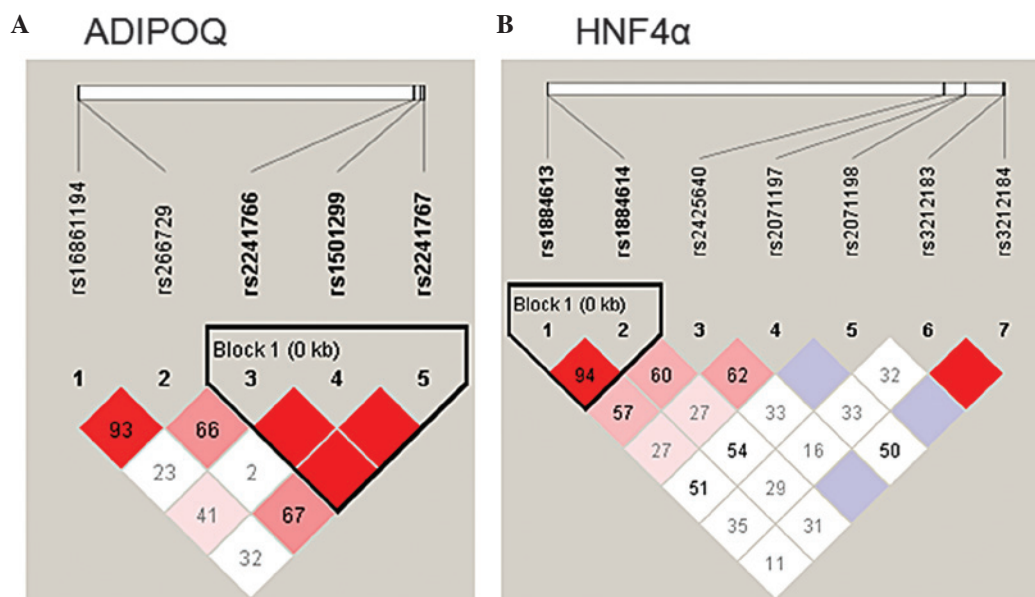 A
ADIPOQ
rs16861194
rs266729
rs2241766
rs1501299
rs2241767
Block 1 (0 kb)
1 2 3 4 5
93 66
23 2
41 67
32
B
HNF4α
rs1884613
rs1884614
rs2425640
rs2071197
rs2071198
rs3212183
rs3212184
Block 1 (0 kb)
1 2 3 4 5 6 7
94 60 62 32
57 27 33 33
27 54 16 50
51 29
35 31
11